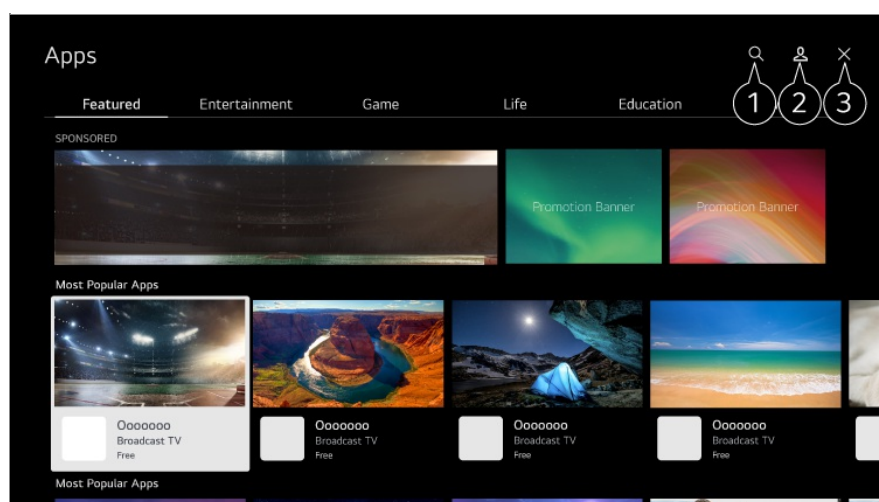 Apps
1 2 3
Featured Entertainment Game Life Education
SPONSORED
Promotion Banner Promotion Banner
Most Popular Apps
Ooooooo Ooooooo Ooooooo Ooooooo
Broadcast TV Broadcast TV Broadcast TV Broadcast TV
Free Free Free Free
Most Popular Apps